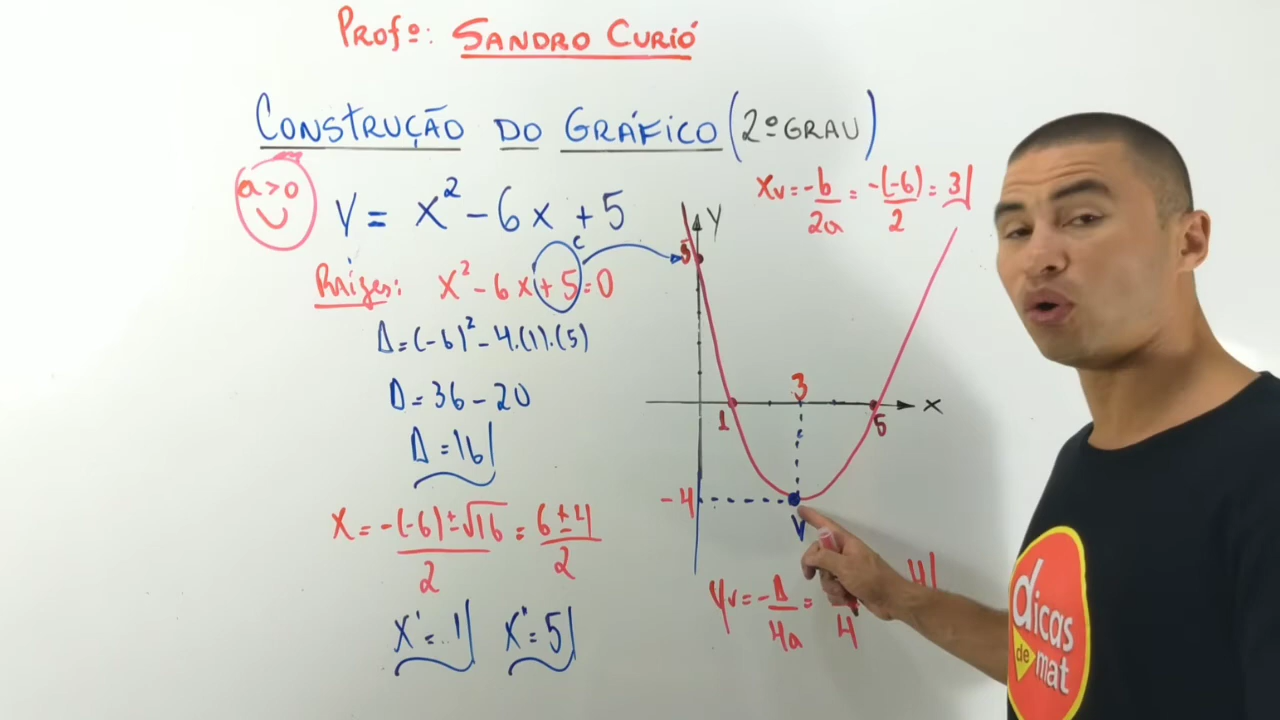 Profº: SANDRO CURIÓ
CONSTRUÇÃO DO GRÁFICO (2º GRAU)
a > 0
Y = x² - 6x + 5
c
Raízes: x² - 6x + 5 = 0
Δ = (-6)² - 4.(1).(5)
Δ = 36 - 20
Δ = 16
X = -(-6) ± √16 / 2 = 6 ± 4 / 2
X' = 1 X" = 5
Xv = -b / 2a = -(-6) / 2 = 3
Y
5
3
X
1
5
-4
V
Yv = -Δ / 4a =
4
4
dicas
de
mat